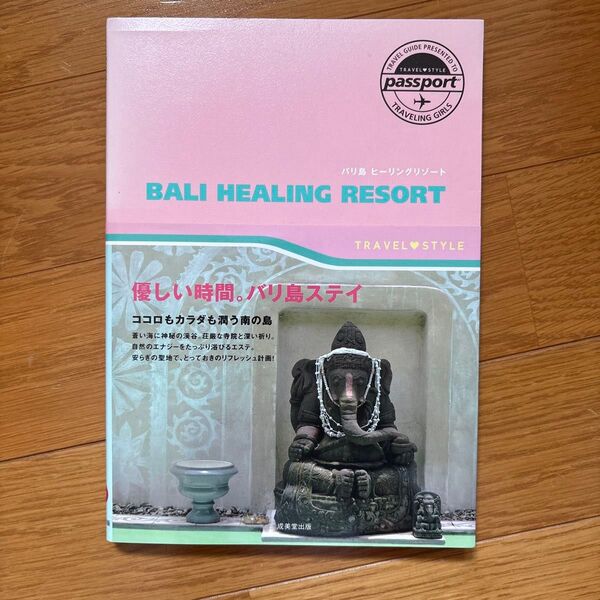 TRAVEL GUIDE PRESENTED TO
TRAVEL♥STYLE
passport
TRAVELING GIRLS
バリ島 ヒーリングリゾート
BALI HEALING RESORT
TRAVEL♥STYLE
優しい時間。バリ島ステイ
ココロもカラダも潤う南の島
蒼い海に神秘の渓谷。荘厳な寺院と深い祈り。
自然のエナジーをたっぷり浴びるエステ。
安らぎの聖地で、とっておきのリフレッシュ計画!
成美堂出版